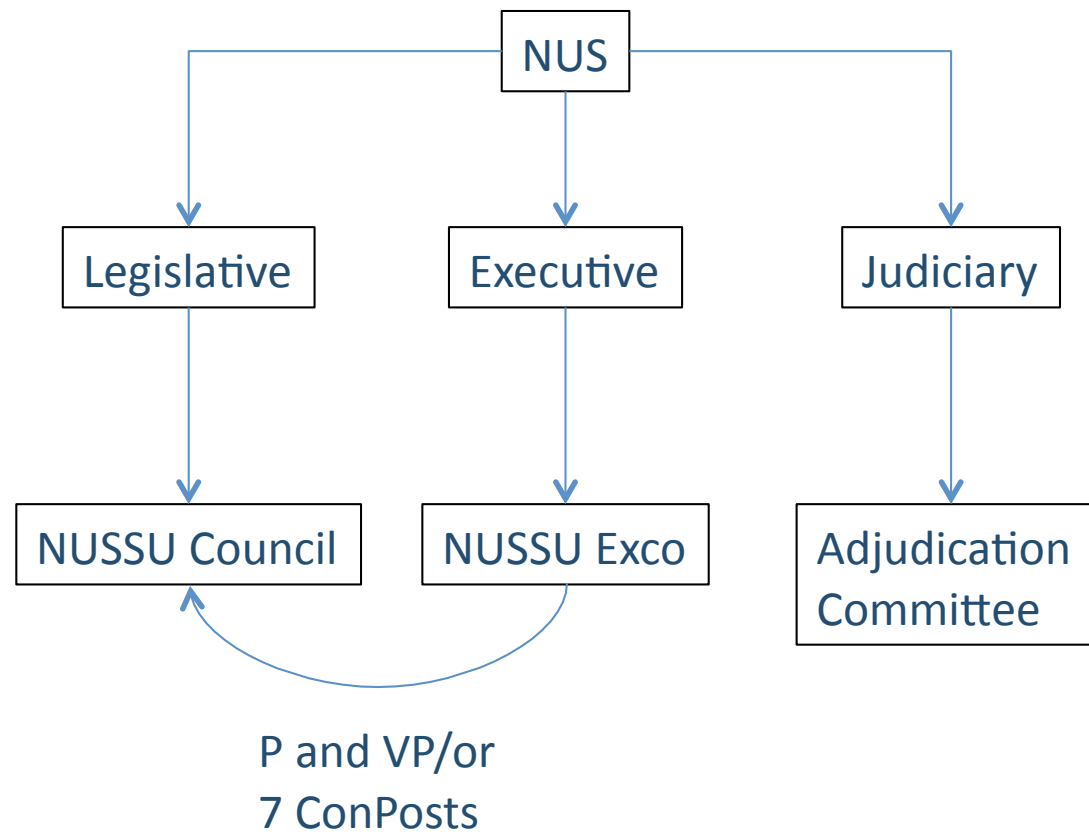 NUS
Legislative
Executive
Judiciary
NUSSU Council
NUSSU Exco
Adjudication
Committee
P and VP/or
7 ConPosts